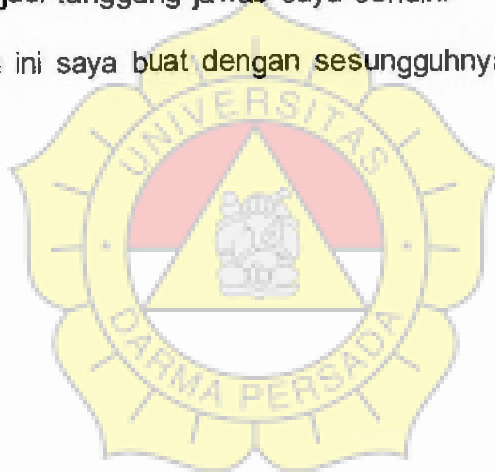 tanggung jawab saya sendiri
ini saya buat dengan sesungguhnya
UNIVERSITAS
DARMA PERSADA